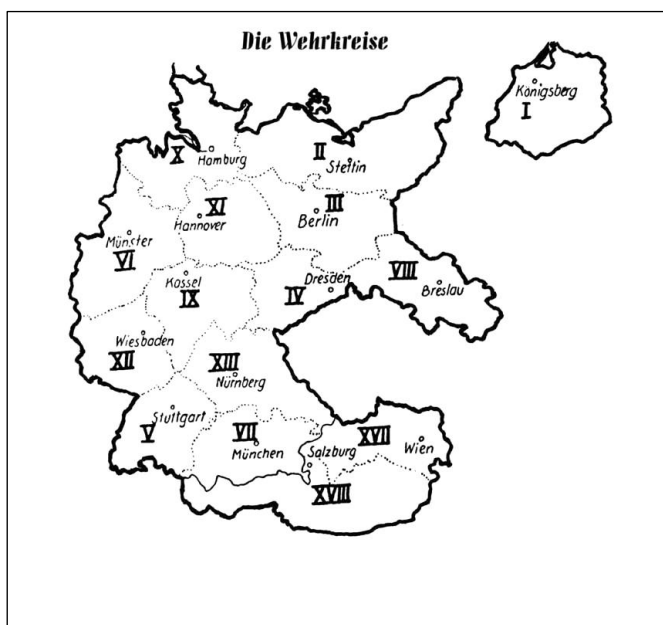 Die Wehrkreise
Königsberg
I
X
Hamburg
II
Stettin
XI
Hannover
III
Berlin
Münster
VI
Kassel
IX
Dresden
IV
VIII
Breslau
Wiesbaden
XII
XIII
Nürnberg
Stuttgart
V
VII
München
Salzburg
XVII
Wien
XVIII